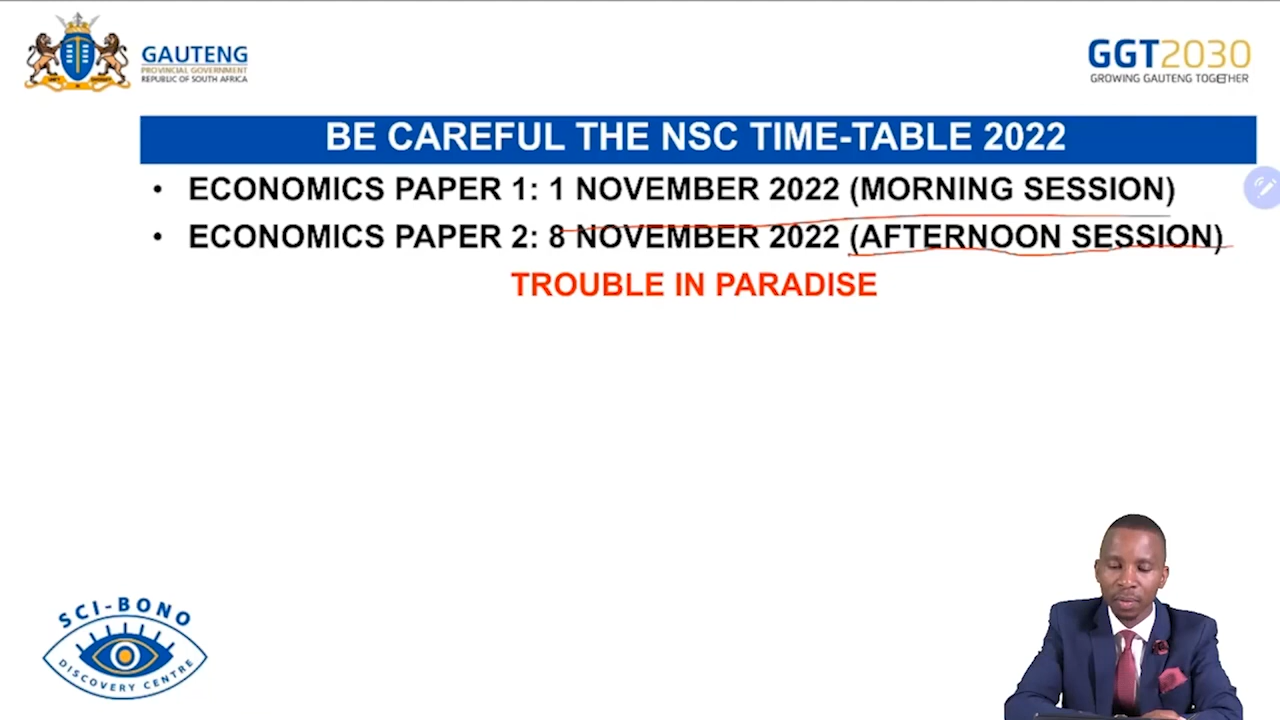 GAUTENG
PROVINCIAL GOVERNMENT
REPUBLIC OF SOUTH AFRICA
GGT2030
GROWING GAUTENG TOGETHER
BE CAREFUL THE NSC TIME-TABLE 2022
• ECONOMICS PAPER 1: 1 NOVEMBER 2022 (MORNING SESSION)
• ECONOMICS PAPER 2: 8 NOVEMBER 2022 (AFTERNOON SESSION)
TROUBLE IN PARADISE
SCI-BONO
DISCOVERY CENTRE